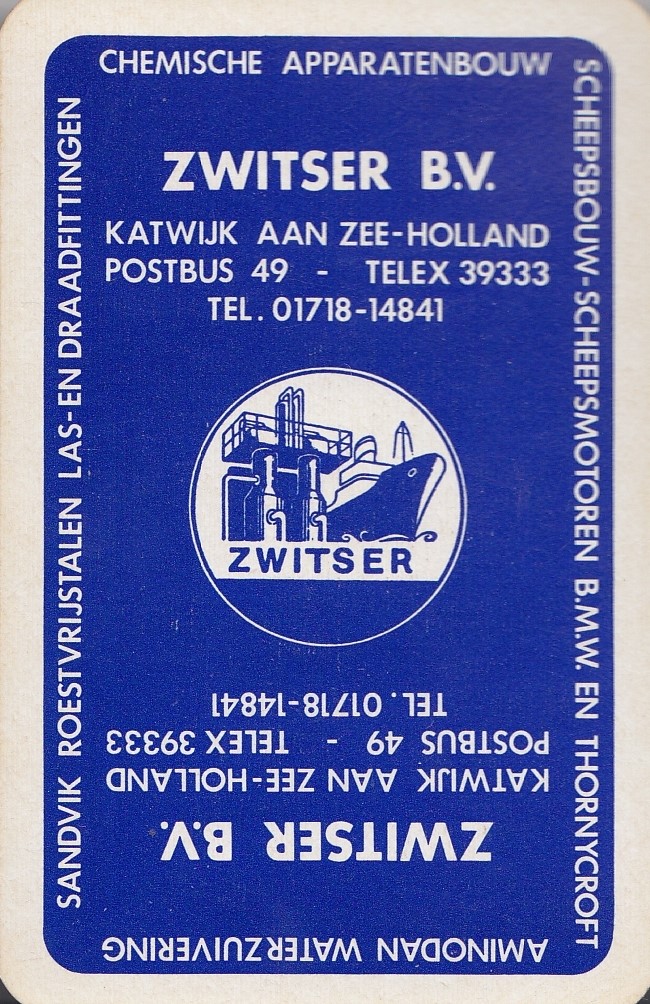 CHEMISCHE APPARATENBOUW
ZWITSER B.V.
KATWIJK AAN ZEE-HOLLAND
POSTBUS 49 - TELEX 39333
TEL. 01718-14841
SCHEEPSBOUW-SCHEEPSMOTOREN B.M.W. EN THORNYCROFT
SANDVIK ROESTVRIJSTALEN LAS-EN DRAADFITTINGEN
ZWITSER
TEL. 01718-14841
POSTBUS 49 - TELEX 39333
KATWIJK AAN ZEE-HOLLAND
ZWITSER B.V.
AMINODAN WATERZUIVERING